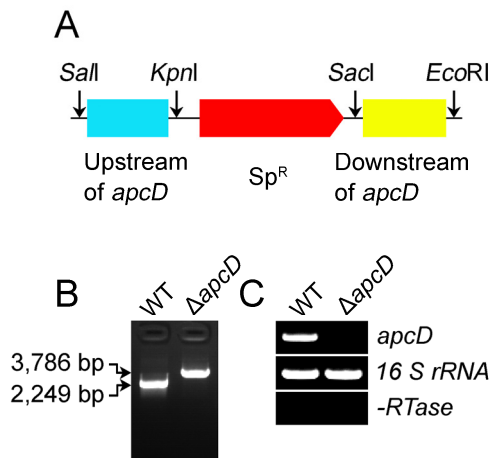 A
SalI KpnI SacI EcoRI
Upstream of apcD
Sp^R
Downstream of apcD
B
WT ΔapcD
3,786 bp
2,249 bp
C
WT ΔapcD
apcD
16 S rRNA
-RTase